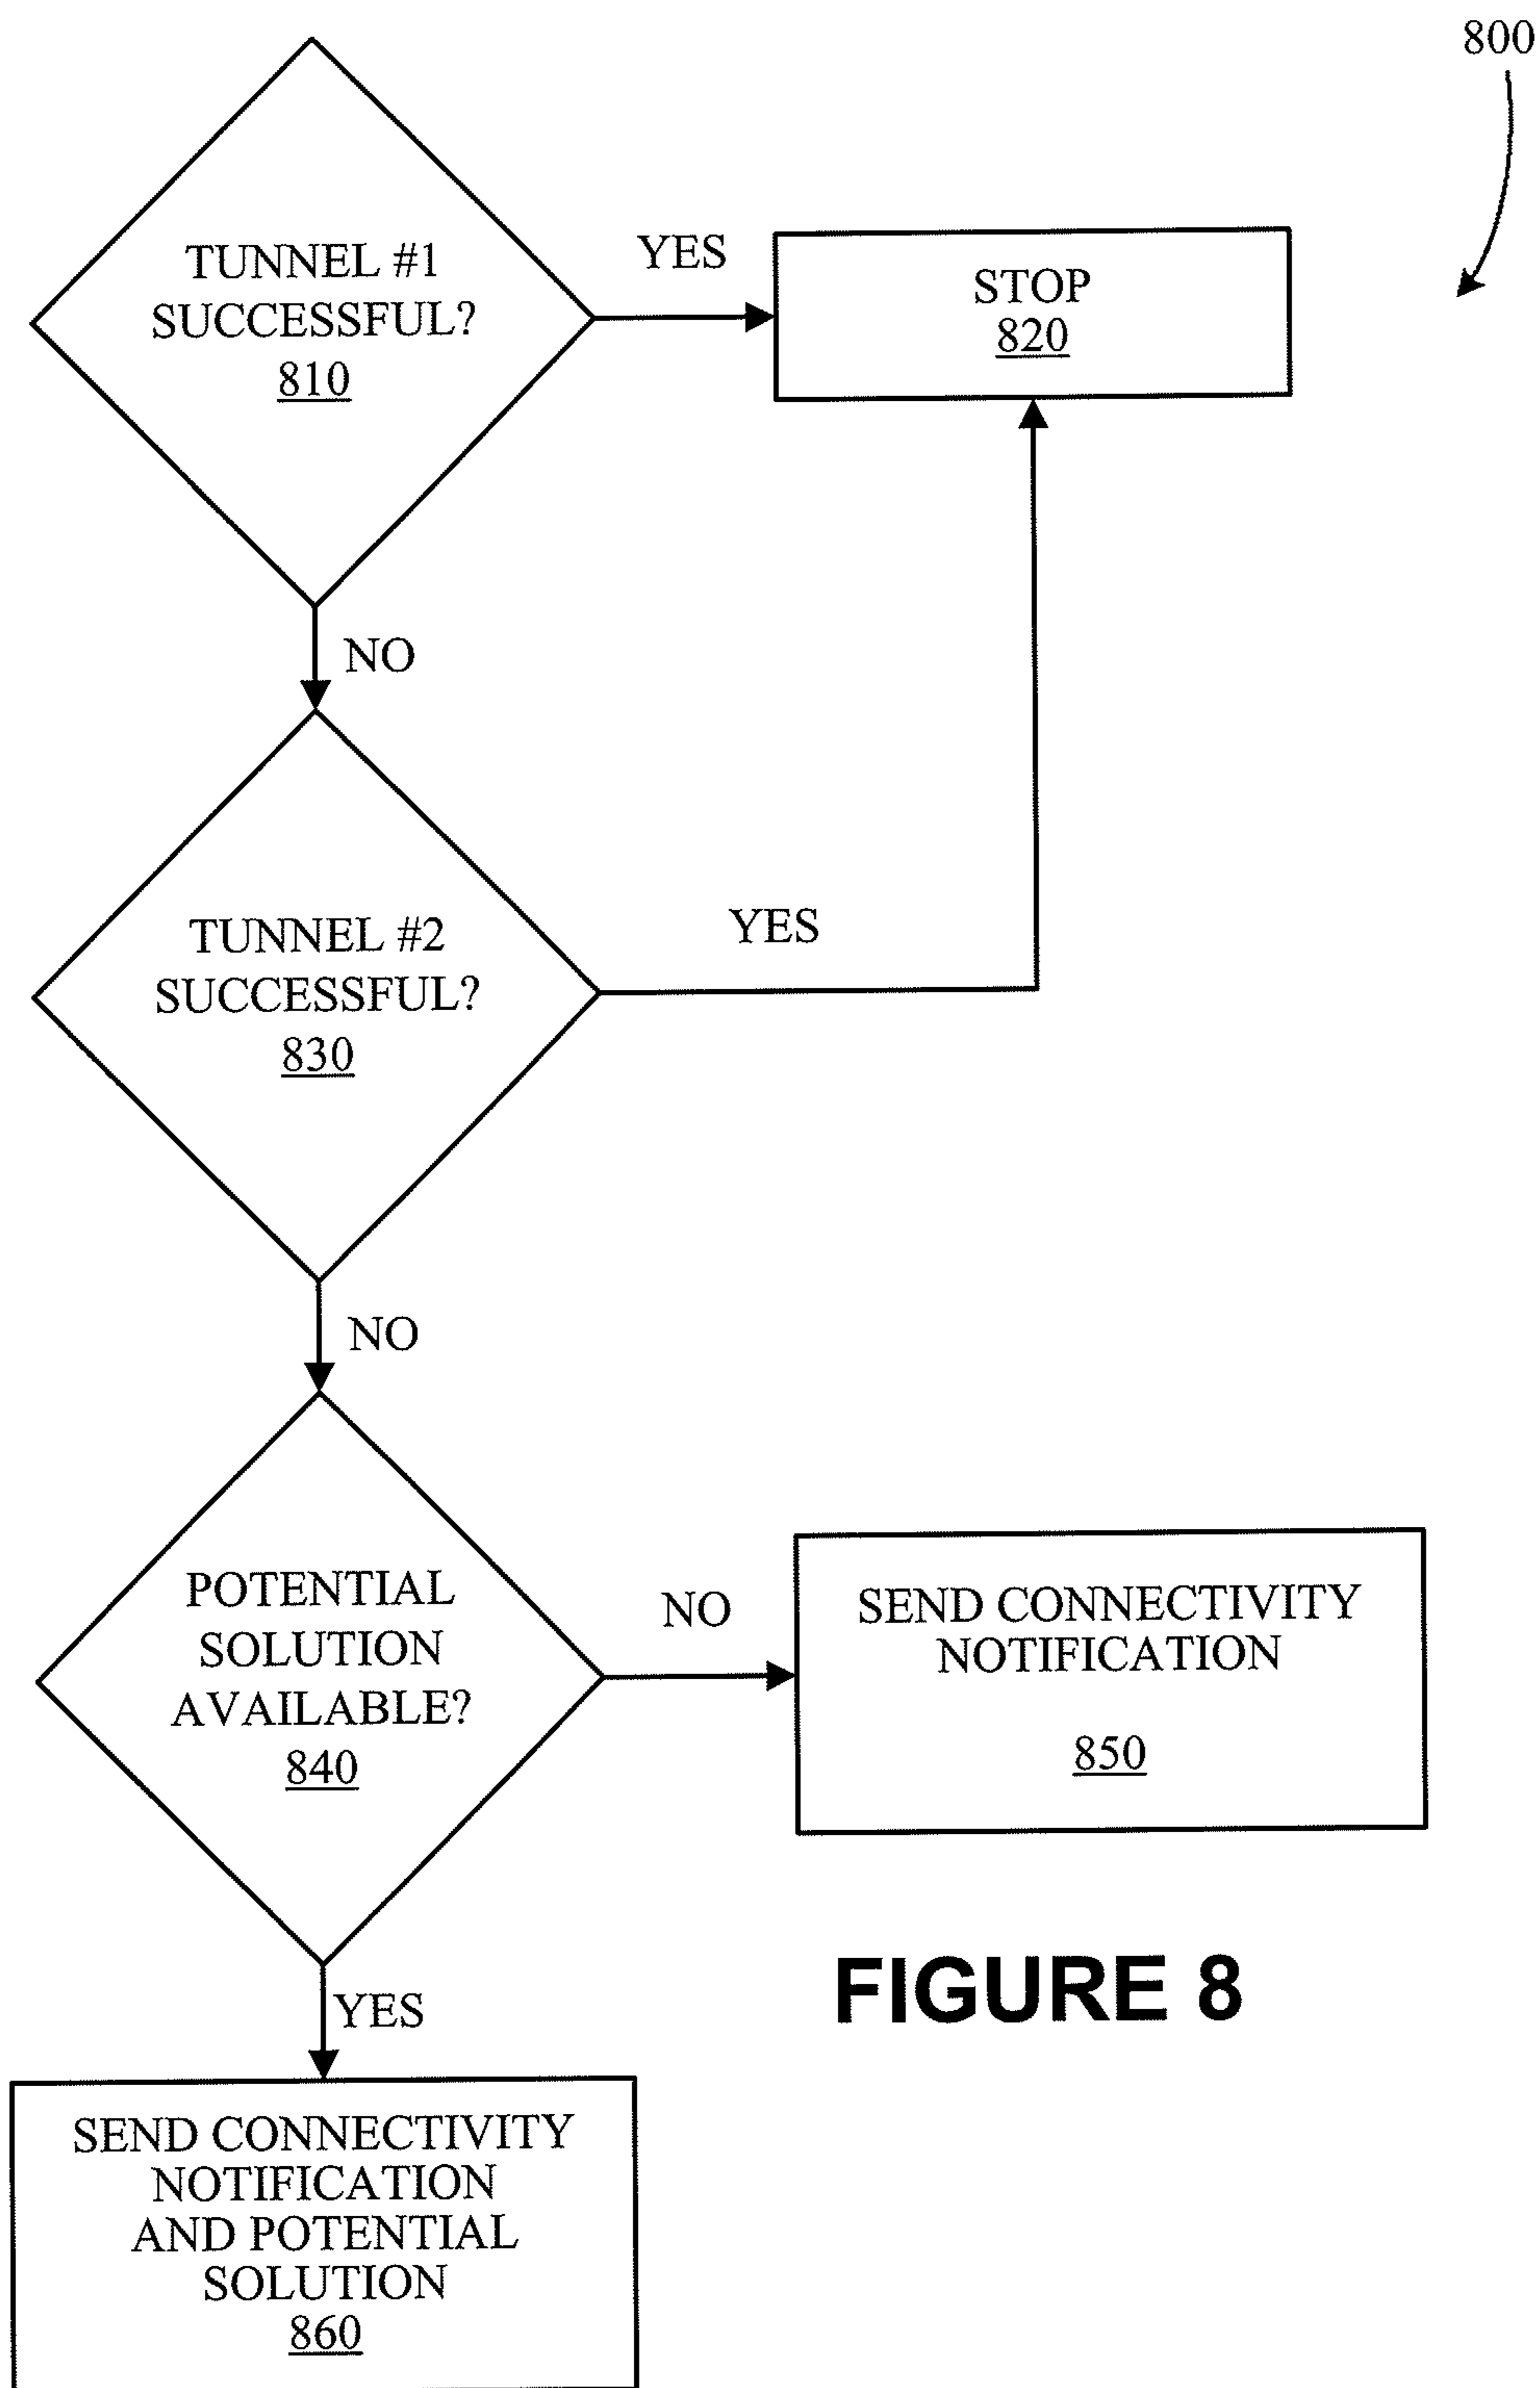 800
TUNNEL #1
SUCCESSFUL?
810
YES
STOP
820
NO
TUNNEL #2
SUCCESSFUL?
830
YES
NO
POTENTIAL
SOLUTION
AVAILABLE?
840
NO
SEND CONNECTIVITY
NOTIFICATION
850
YES
FIGURE 8
SEND CONNECTIVITY
NOTIFICATION
AND POTENTIAL
SOLUTION
860